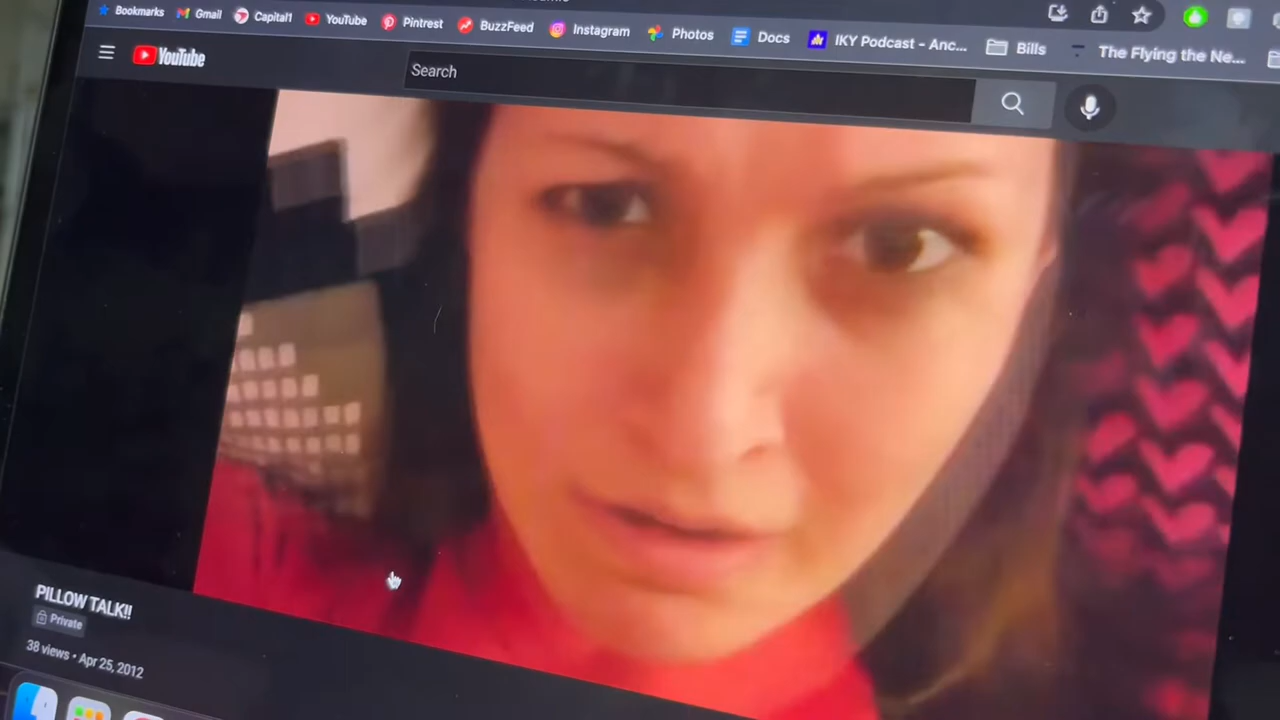 Bookmarks Gmail Capital1 YouTube Pintrest BuzzFeed Instagram Photos Docs IKY Podcast - Anc... Bills The Flying the Ne...
YouTube
Search
PILLOW TALK!!
Private
38 views • Apr 25, 2012